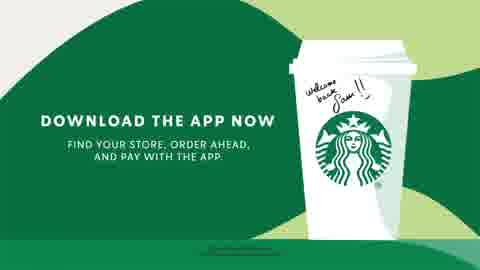 welcome
back
Sam!!
DOWNLOAD THE APP NOW
FIND YOUR STORE, ORDER AHEAD,
AND PAY WITH THE APP.
®